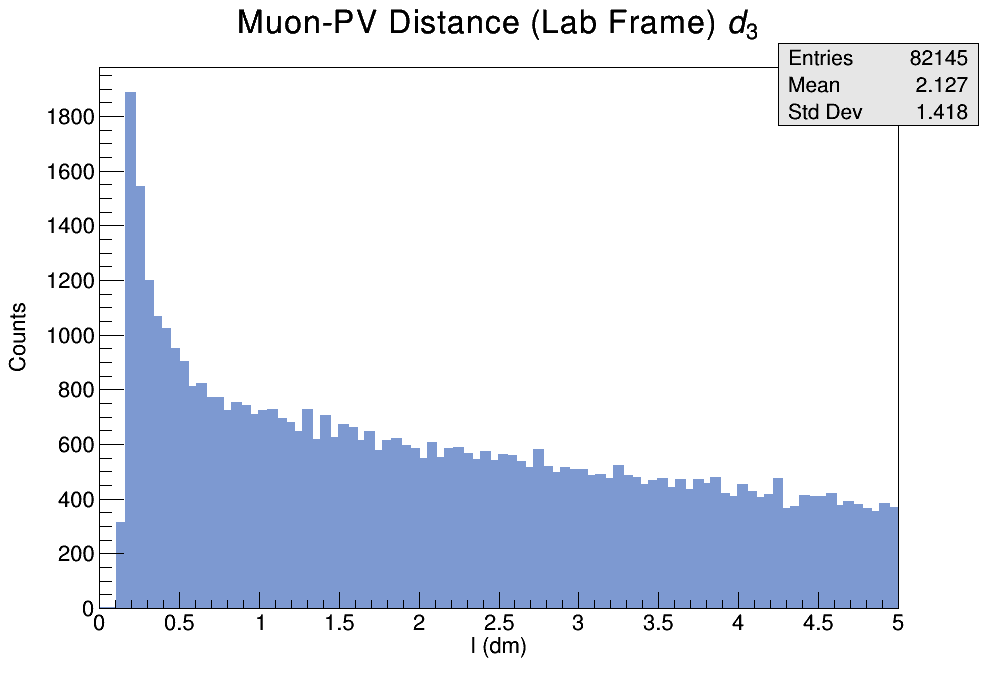 Muon-PV Distance (Lab Frame) d₃
Entries 82145
Mean 2.127
Std Dev 1.418
Counts
1800
1600
1400
1200
1000
800
600
400
200
0
0 0.5 1 1.5 2 2.5 3 3.5 4 4.5 5
l (dm)